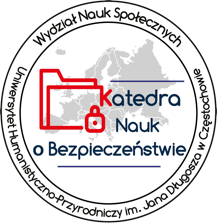 Wydział Nauk Społecznych
Katedra
Nauk
o Bezpieczeństwie
Uniwersytet Humanistyczno-Przyrodniczy im. Jana Długosza w Częstochowie